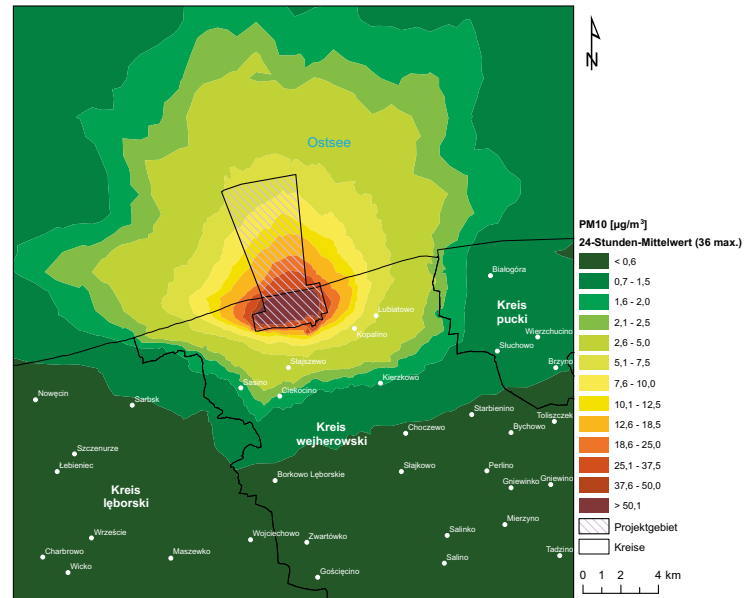 Ostsee
Białogóra
Kreis
pucki
Wierzchucino
Słuchowo
Brzyno
Lubiatowo
Kopalino
Słajszewo
Sasino
Ciekocino
Kierzkowo
Nowęcin
Sarbsk
Kreis
wejherowski
Starbienino
Toliszczek
Choczewo
Bychowo
Szczenurze
Łebieniec
Kreis
lęborski
Borkowo Lęborskie
Słajkowo
Perlino
Gniewinko
Gniewino
Mierzyno
Wrzeście
Charbrowo
Wicko
Maszewko
Wojciechowo
Zwartówko
Salinko
Salino
Tadzino
Gościęcino
N
PM10 [µg/m³]
24-Stunden-Mittelwert (36 max.)
< 0,6
0,7 - 1,5
1,6 - 2,0
2,1 - 2,5
2,6 - 5,0
5,1 - 7,5
7,6 - 10,0
10,1 - 12,5
12,6 - 18,5
18,6 - 25,0
25,1 - 37,5
37,6 - 50,0
> 50,1
Projektgebiet
Kreise
0 1 2 4 km